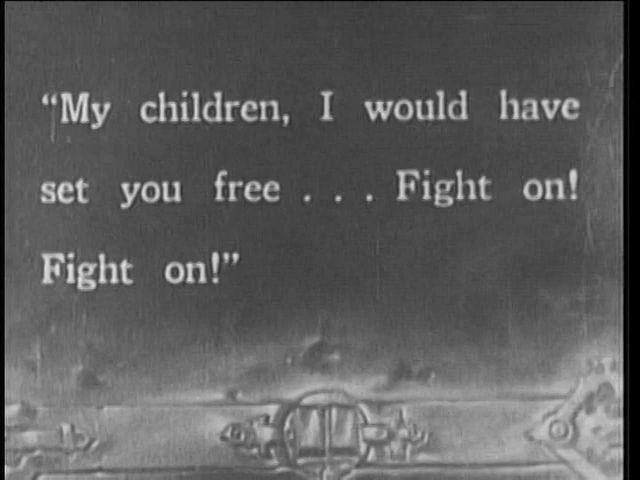 “My children, I would have
set you free . . . Fight on!
Fight on!”